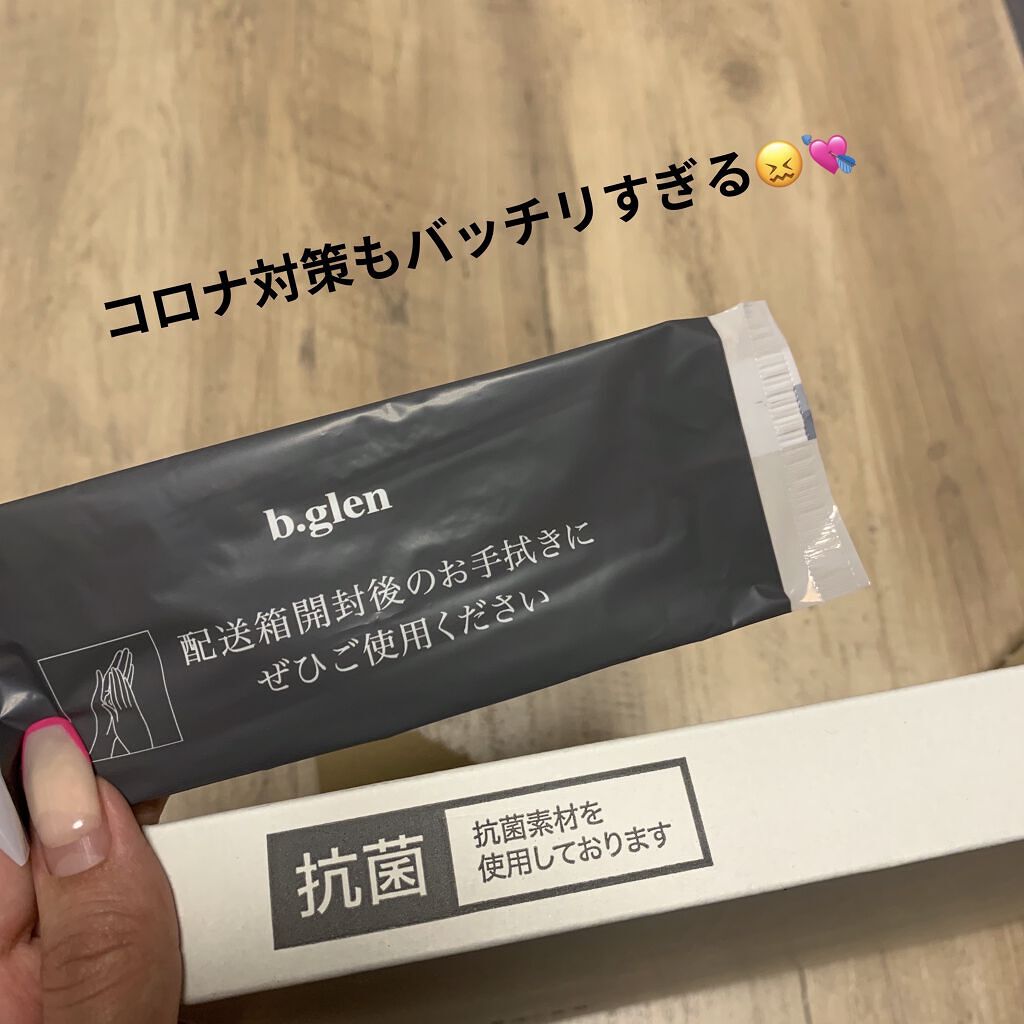 コロナ対策もバッチリすぎる😖💘
b.glen
配送箱開封後のお手拭きに
ぜひご使用ください
抗菌
抗菌素材を
使用しております